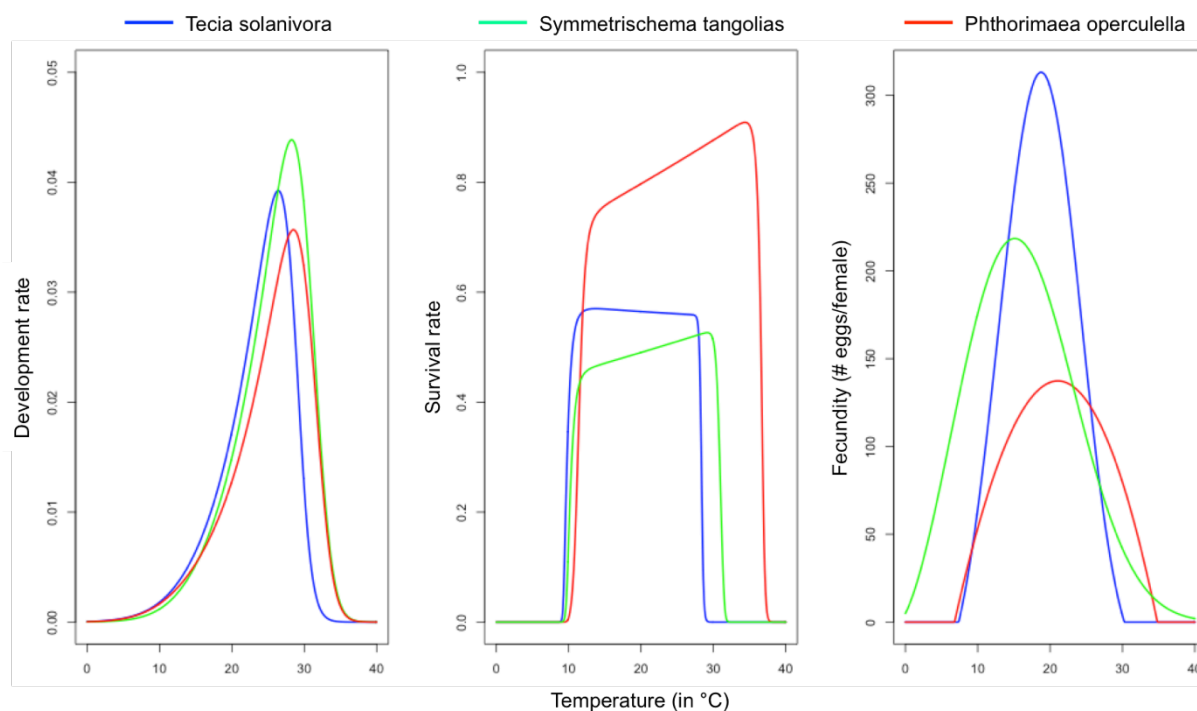 Tecia solanivora
Symmetrischema tangolias
Phthorimaea operculella
Development rate
0.00
0.01
0.02
0.03
0.04
0.05
0 10 20 30 40
Survival rate
0.0
0.2
0.4
0.6
0.8
1.0
0 10 20 30 40
Fecundity (# eggs/female)
0
50
100
150
200
250
300
0 10 20 30 40
Temperature (in °C)